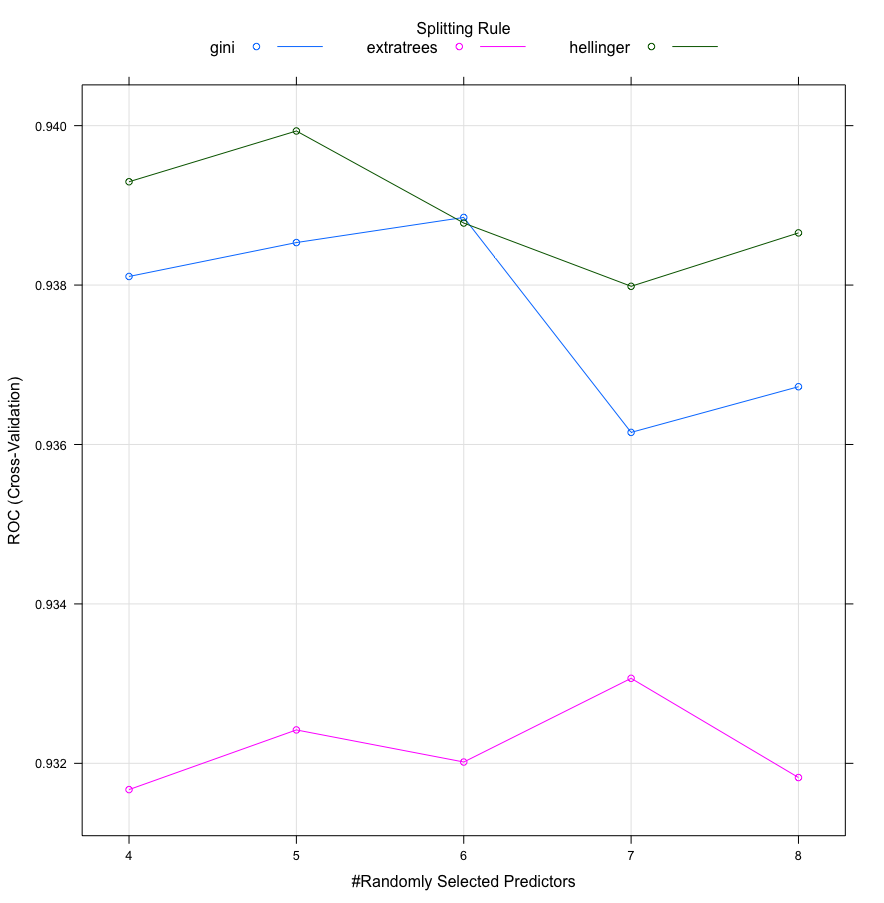 Splitting Rule
gini extratrees hellinger
0.940
0.938
0.936
0.934
0.932
ROC (Cross-Validation)
4 5 6 7 8
#Randomly Selected Predictors